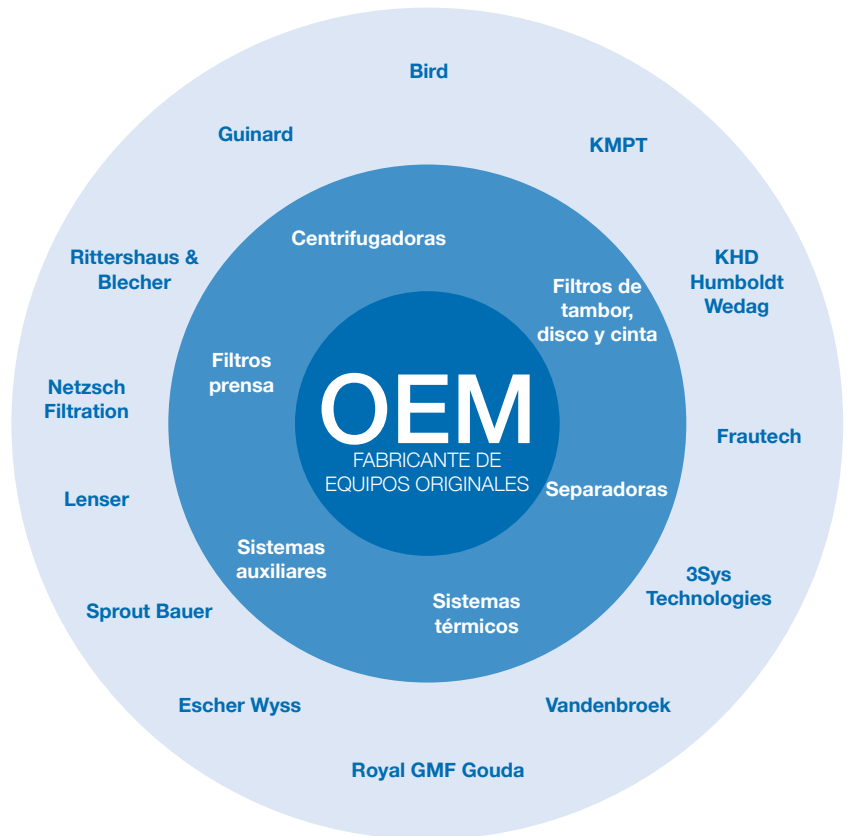 Bird
Guinard
KMPT
Centrifugadoras
Rittershaus &
Blecher
KHD
Humboldt
Wedag
Filtros de
tambor,
disco y cinta
Filtros
prensa
OEM
FABRICANTE DE
EQUIPOS ORIGINALES
Netzsch
Filtration
Frautech
Lenser
Separadoras
Sistemas
auxiliares
3Sys
Technologies
Sprout Bauer
Sistemas
térmicos
Escher Wyss
Vandenbroek
Royal GMF Gouda